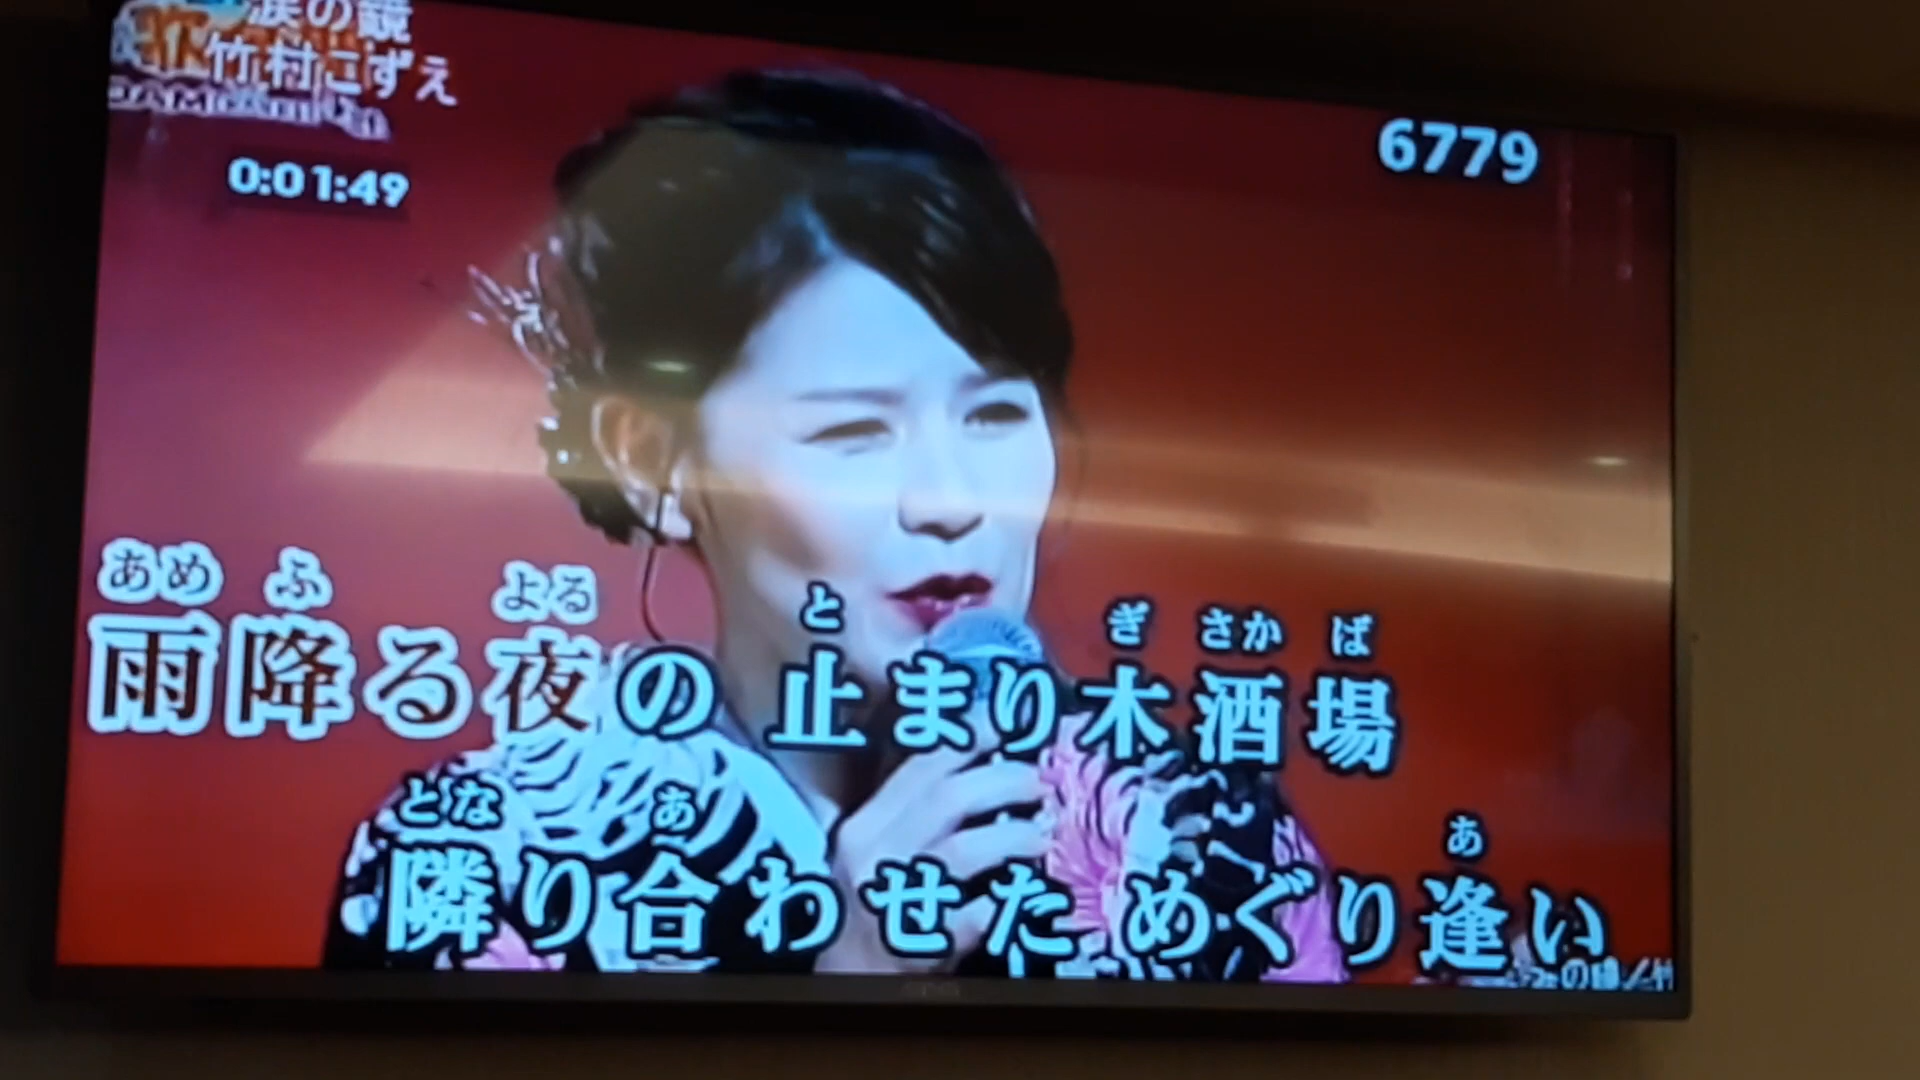 涙の鏡
竹村こずえ
0:01:49
6779
あめ ふ よる と ぎ さか ば
雨降る夜の 止まり木酒場
とな あ あ
隣り合わせた めぐり逢い